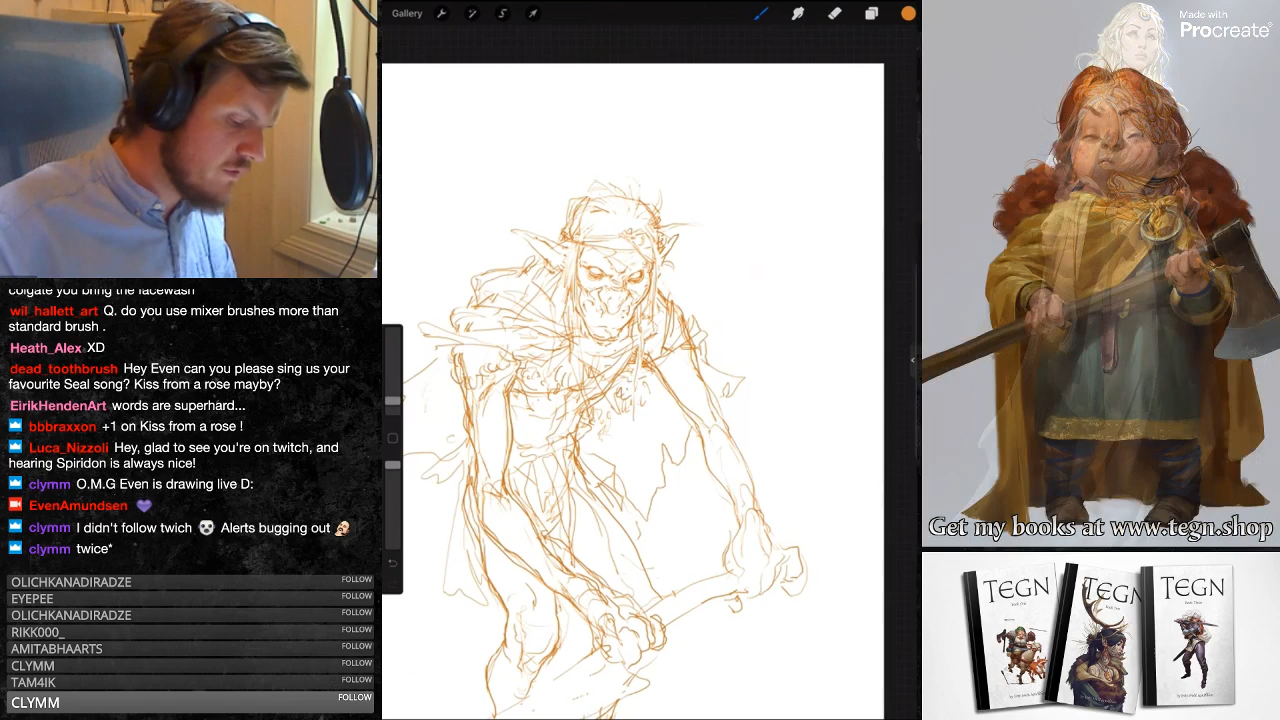 Gallery
Made with
Procreate
colgate you bring the facewash
wil_hallett_art Q. do you use mixer brushes more than
standard brush .
Heath_Alex XD
dead_toothbrush Hey Even can you please sing us your
favourite Seal song? Kiss from a rose mayby?
EirikHendenArt words are superhard...
bbbraxxon +1 on Kiss from a rose !
Luca_Nizzoli Hey, glad to see you're on twitch, and
hearing Spiridon is always nice!
clymm O.M.G Even is drawing live D:
EvenAmundsen 💜
clymm I didn't follow twich 💀 Alerts bugging out
clymm twice*
OLICHKANADIRADZE FOLLOW
EYEPEE FOLLOW
OLICHKANADIRADZE FOLLOW
RIKK000_ FOLLOW
AMITABHAARTS FOLLOW
CLYMM FOLLOW
TAM4IK FOLLOW
CLYMM FOLLOW
Get my books at www.tegn.shop
TEGN
TEGN
TEGN